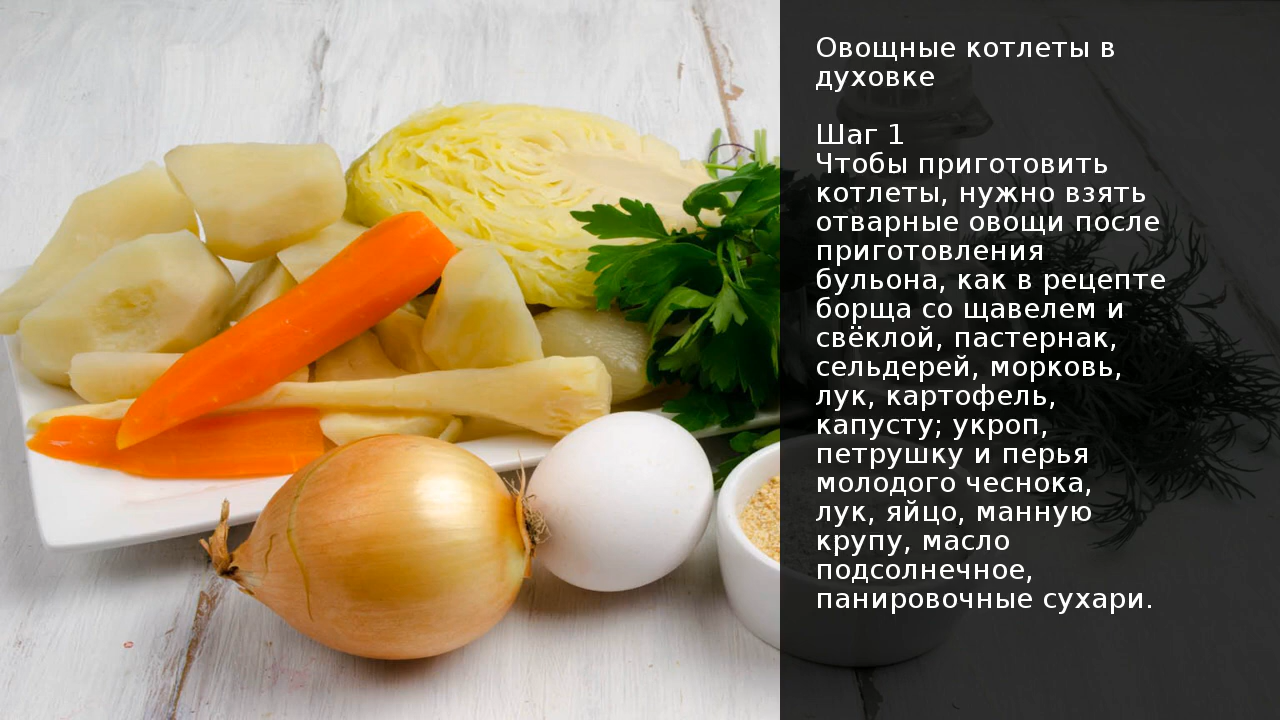 Овощные котлеты в
духовке
Шаг 1
Чтобы приготовить
котлеты, нужно взять
отварные овощи после
приготовления
бульона, как в рецепте
борща со щавелем и
свёклой, пастернак,
сельдерей, морковь,
лук, картофель,
капусту; укроп,
петрушку и перья
молодого чеснока,
лук, яйцо, манную
крупу, масло
подсолнечное,
панировочные сухари.